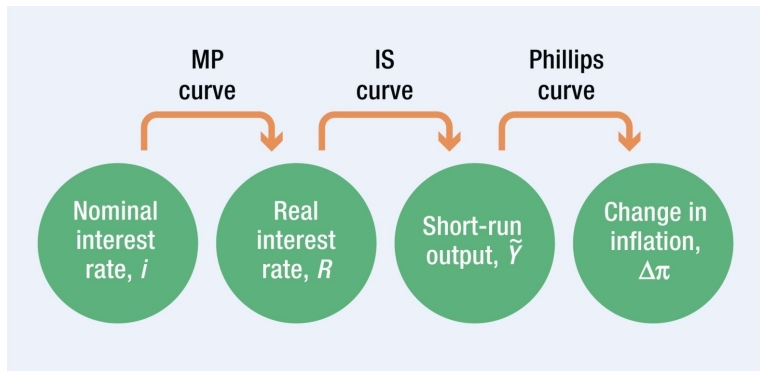 MP
curve
IS
curve
Phillips
curve
Nominal
interest
rate, i
Real
interest
rate, R
Short-run
output, Ỹ
Change in
inflation,
Δπ